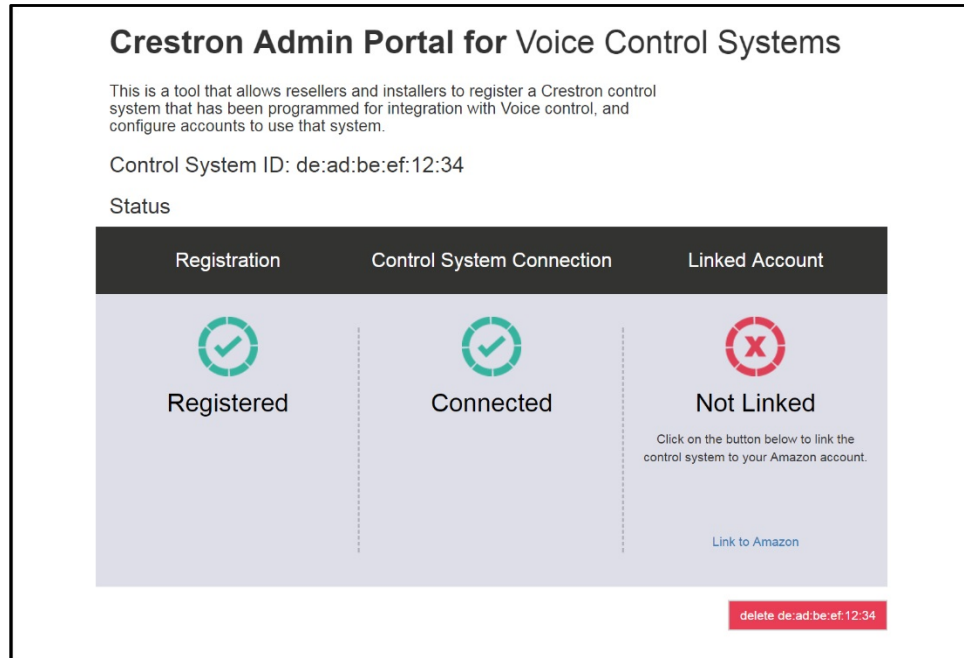 Crestron Admin Portal for Voice Control Systems
This is a tool that allows resellers and installers to register a Crestron control
system that has been programmed for integration with Voice control, and
configure accounts to use that system.
Control System ID: de:ad:be:ef:12:34
Status
Registration
Control System Connection
Linked Account
Registered
Connected
X
Not Linked
Click on the button below to link the
control system to your Amazon account.
Link to Amazon
delete de:ad:be:ef:12:34